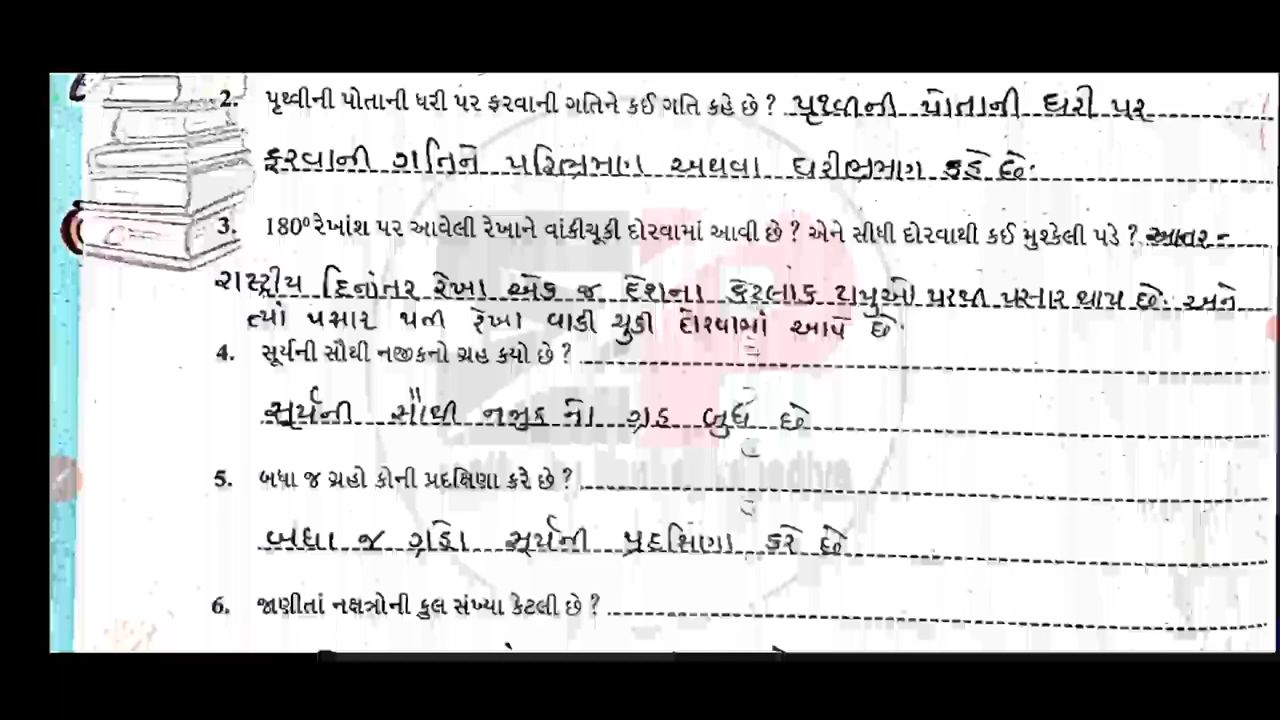 2. પૃથ્વીની પોતાની ધરી પર ફરવાની ગતિને કઈ ગતિ કહે છે ? પૃથ્વીની પોતાની ધરી પર
ફરવાની ગતિને પરિભ્રમણ અથવા ધરીભ્રમાણ કહે છે.
3. 180° રેખાંશ પર આવેલી રેખાને વાંકીચૂકી દોરવામાં આવી છે ? એને સીધી દોરવાથી કઈ મુશ્કેલી પડે ? આંતર =
રાષ્ટ્રીય દિનાંતર રેખા એક જ દેશના કેટલાક ટાપુઓ પરથી પસાર થાય છે. અને
ત્યાં પસાર થતી રેખા વાકી ચુકી દોરવામાં આવે છે.
4. સૂર્યની સૌથી નજીકનો ગ્રહ કયો છે ?
સૂર્યની સૌથી નજીક નો ગ્રહ બુધ છે
5. બધા જ ગ્રહો કોની પ્રદક્ષિણા કરે છે ?
બધા જ ગ્રહો સૂર્યની પ્રદક્ષિણા કરે છે
6. જાણીતાં નક્ષત્રોની કુલ સંખ્યા કેટલી છે ?